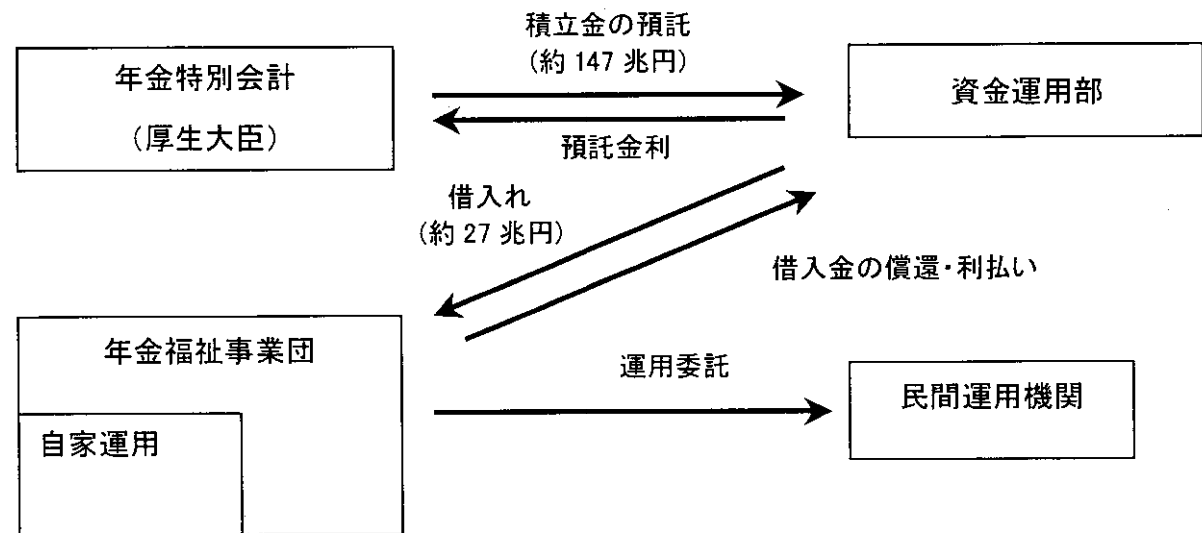 積立金の預託
(約 147 兆円)
年金特別会計
(厚生大臣)
資金運用部
預託金利
借入れ
(約 27 兆円)
借入金の償還・利払い
年金福祉事業団
運用委託
民間運用機関
自家運用